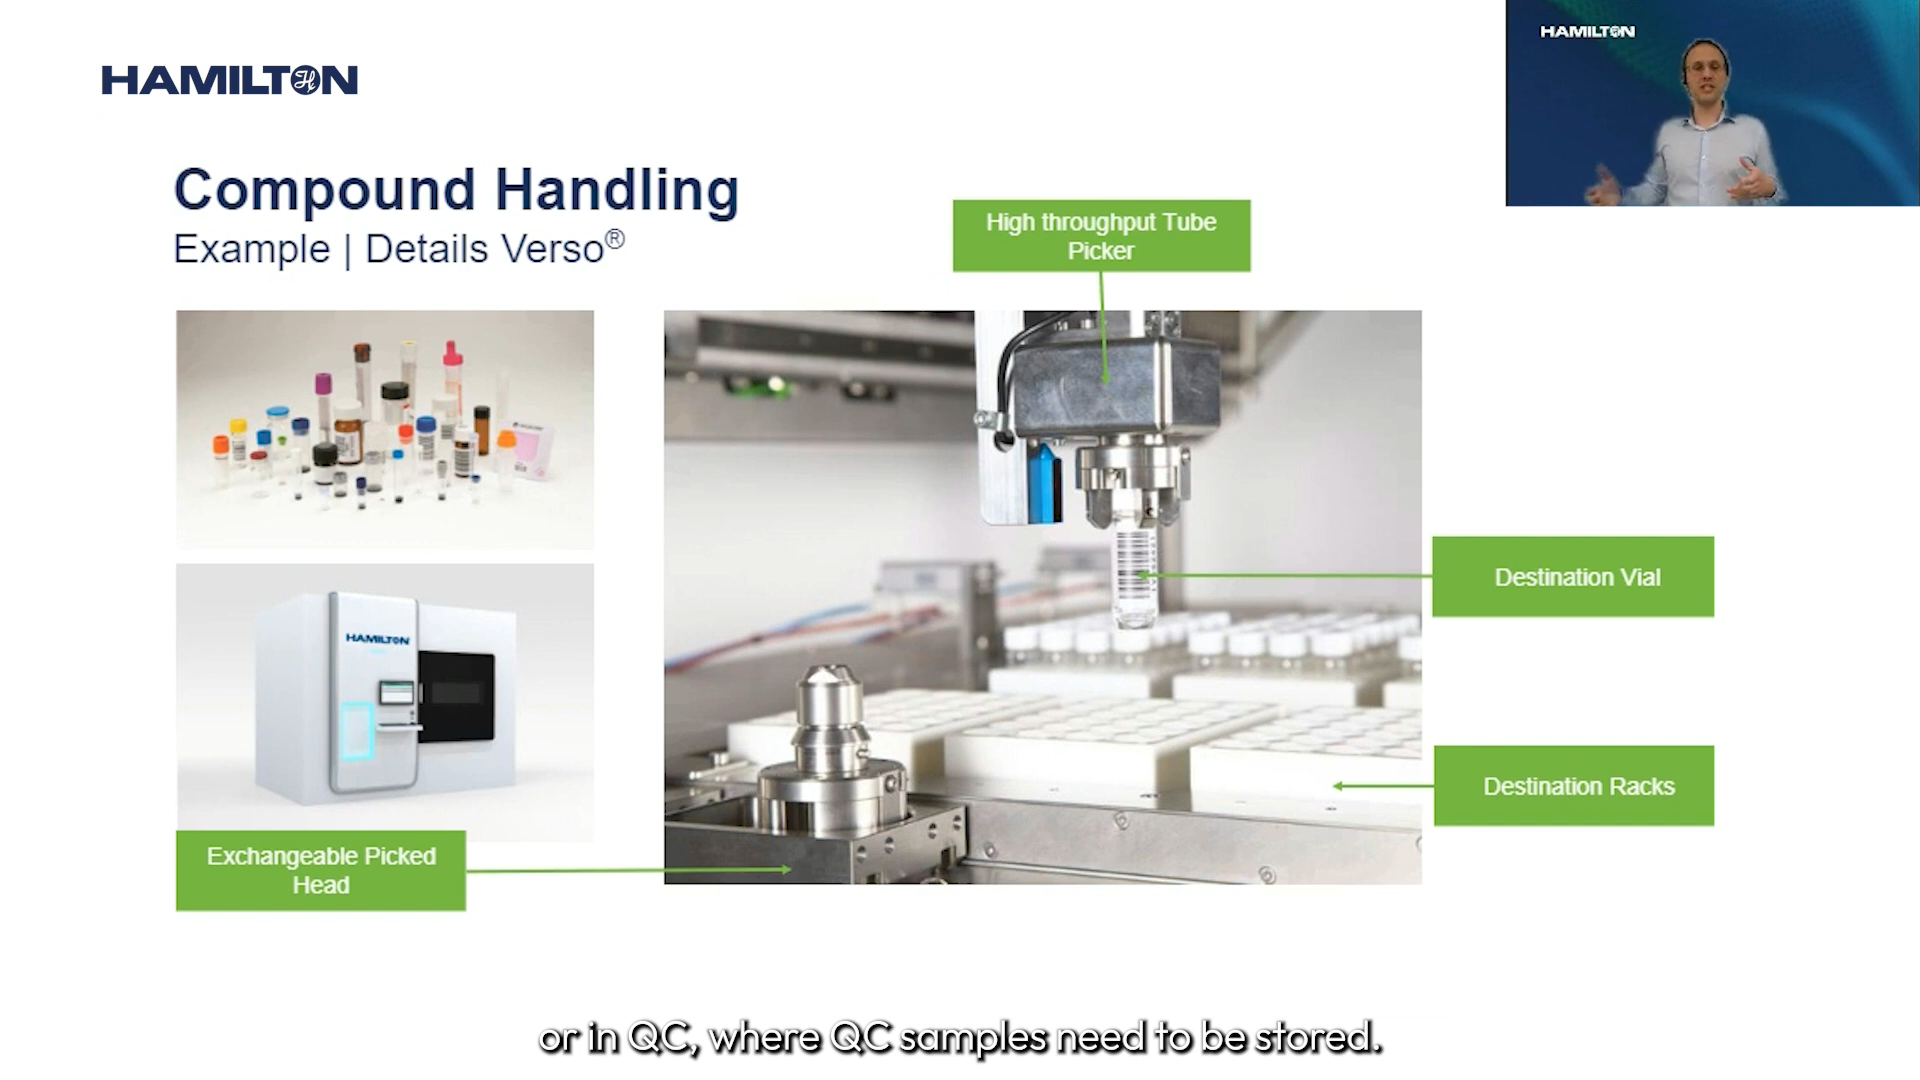 HAMILTON
HAMILTON
Compound Handling
Example | Details Verso®
High throughput Tube
Picker
HAMILTON
Destination Vial
Destination Racks
Exchangeable Picked
Head
or in QC, where QC samples need to be stored.